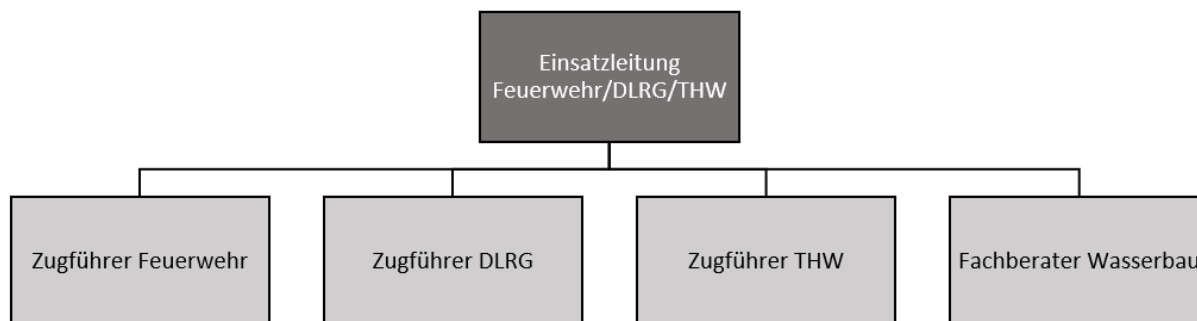 Einsatzleitung
Feuerwehr/DLRG/THW
Zugführer Feuerwehr
Zugführer DLRG
Zugführer THW
Fachberater Wasserbau